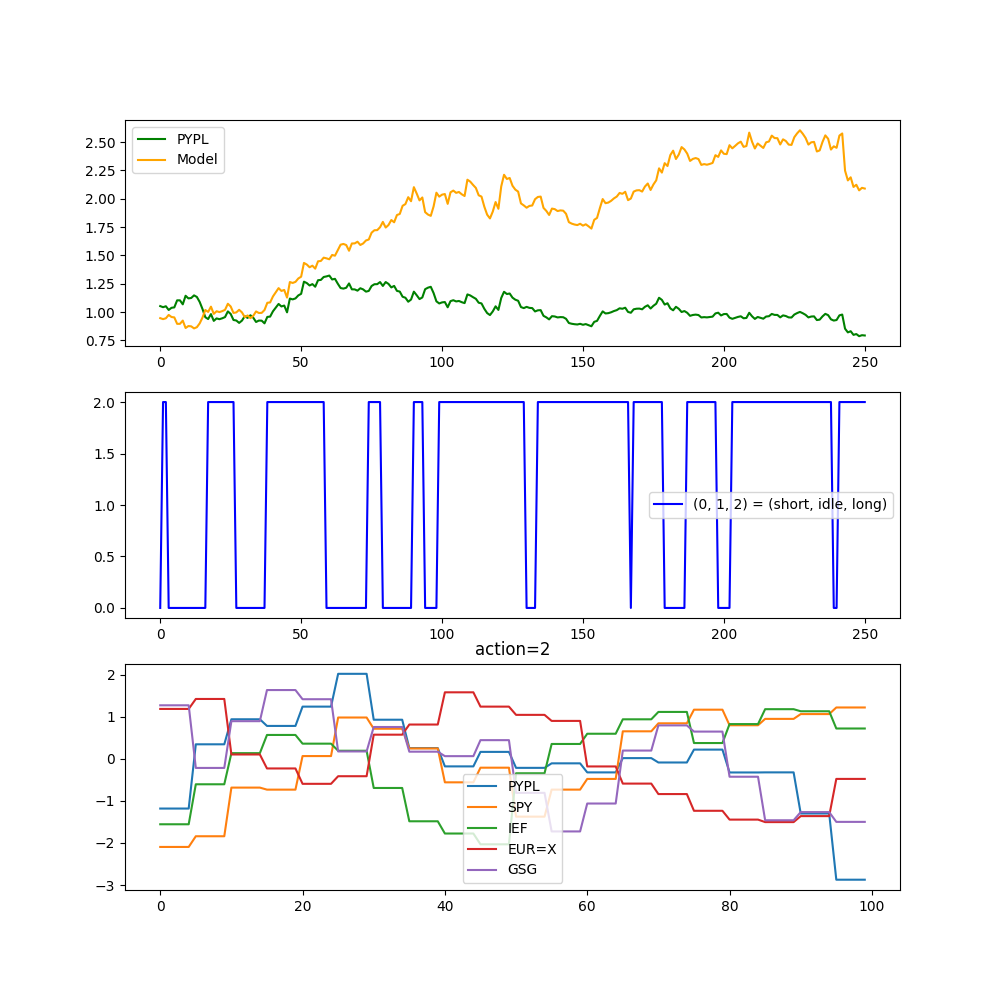 2.50
2.25
2.00
1.75
1.50
1.25
1.00
0.75
PYPL
Model
0 50 100 150 200 250
2.0
1.5
1.0
0.5
0.0
(0, 1, 2) = (short, idle, long)
0 50 100 150 200 250
action=2
2
1
0
−1
−2
−3
PYPL
SPY
IEF
EUR=X
GSG
0 20 40 60 80 100